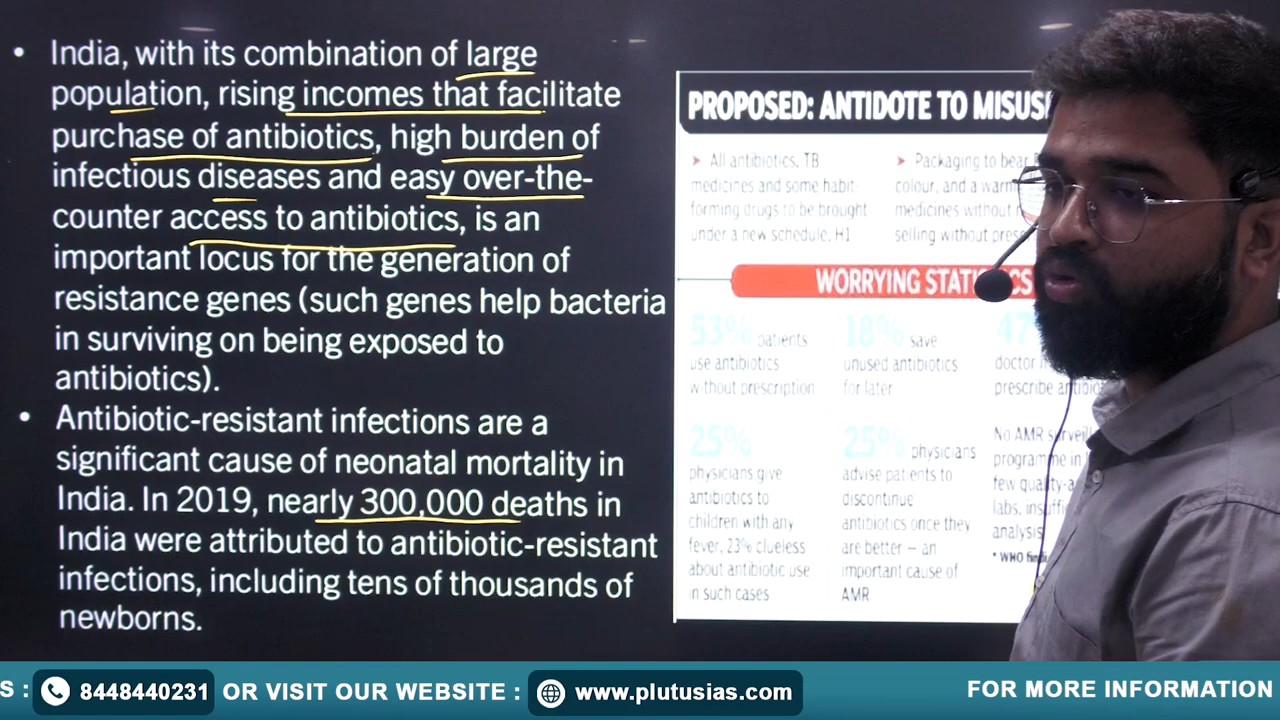 • India, with its combination of large
population, rising incomes that facilitate
purchase of antibiotics, high burden of
infectious diseases and easy over-the-
counter access to antibiotics, is an
important locus for the generation of
resistance genes (such genes help bacteria
in surviving on being exposed to
antibiotics).
• Antibiotic-resistant infections are a
significant cause of neonatal mortality in
India. In 2019, nearly 300,000 deaths in
India were attributed to antibiotic-resistant
infections, including tens of thousands of
newborns.
PROPOSED: ANTIDOTE TO
All antibiotics, TB
medicines and some habit-
forming drugs to be brought
under a new schedule, H1
Packaging to bear
colour, and a
medicines without
selling without
WORRYING STATISTICS
53% patients
use antibiotics
without prescription
18% save
unused antibiotics
for later
47%
doctor
prescribe
25%
physicians give
antibiotics to
children with any
fever, 23% clueless
about antibiotic use
in such cases
25% physicians
advise patients to
discontinue
antibiotics once they
are better – an
important cause of
AMR
No AMR
programme in
few
labs,
analysis
* WHO
S : 8448440231 OR VISIT OUR WEBSITE : www.plutusias.com FOR MORE INFORMATION